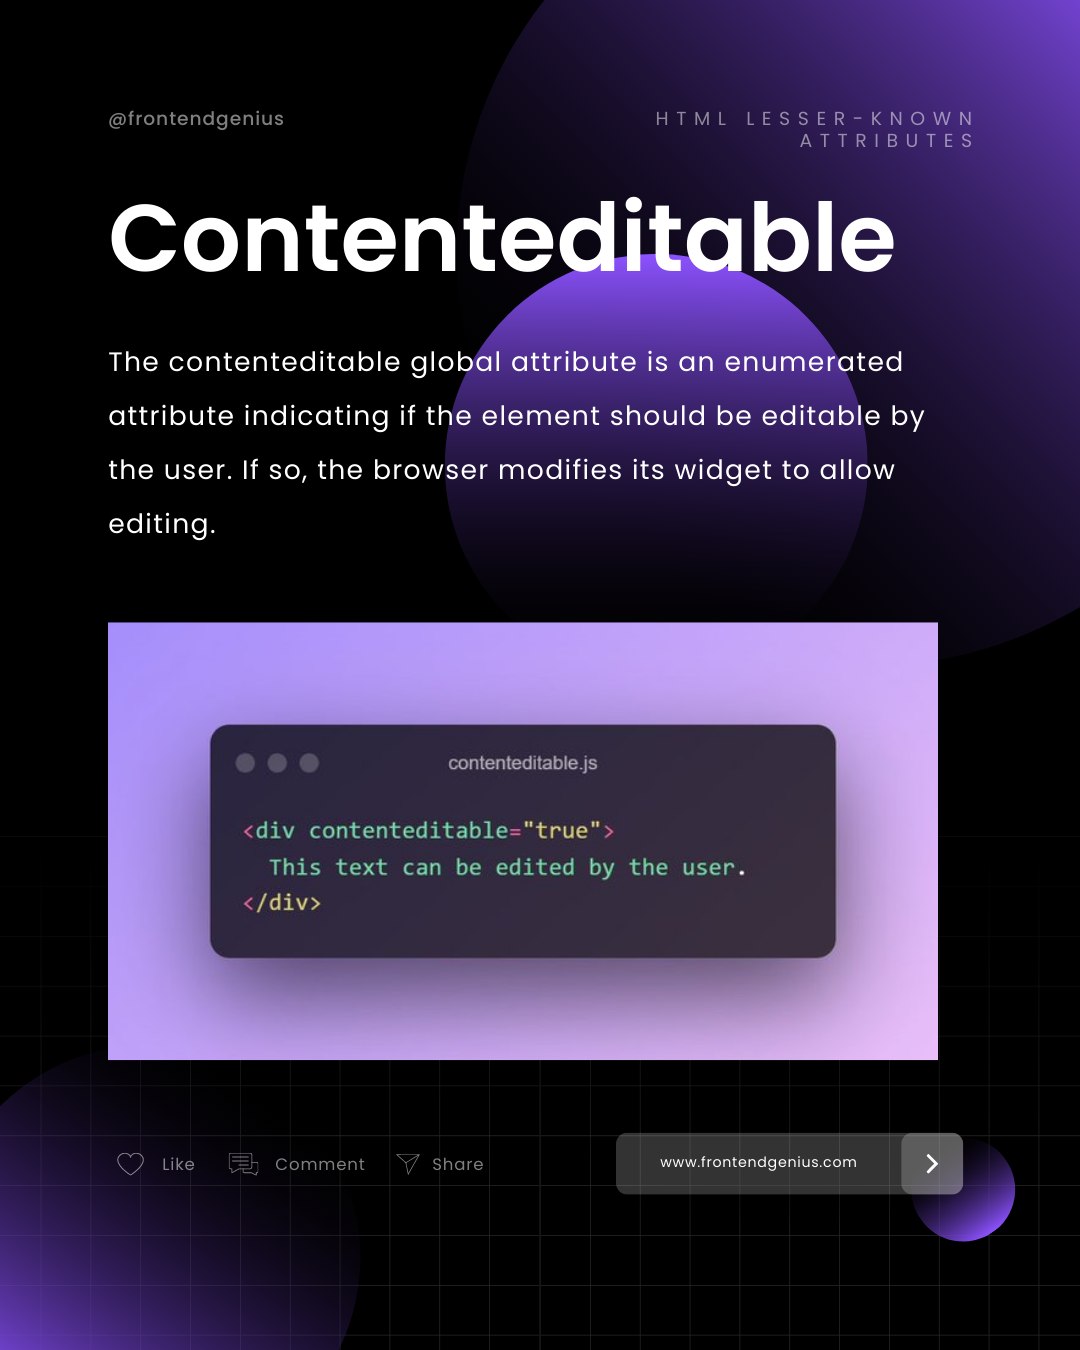 @frontendgenius
HTML LESSER-KNOWN
ATTRIBUTES
Contenteditable
The contenteditable global attribute is an enumerated
attribute indicating if the element should be editable by
the user. If so, the browser modifies its widget to allow
editing.
contenteditable.js
<div contenteditable="true">
  This text can be edited by the user.
</div>
Like
Comment
Share
www.frontendgenius.com